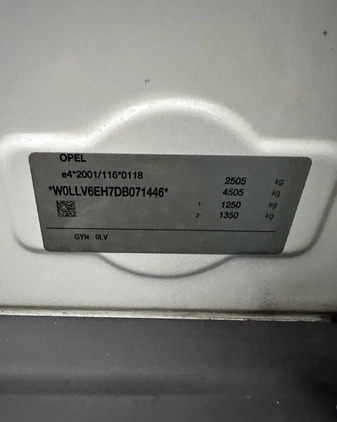 OPEL
e4*2001/116*0118
2505 kg
*W0LLV6EH7DB071446*
4505 kg
1- 1250 kg
2- 1350 kg
GYN 0LV